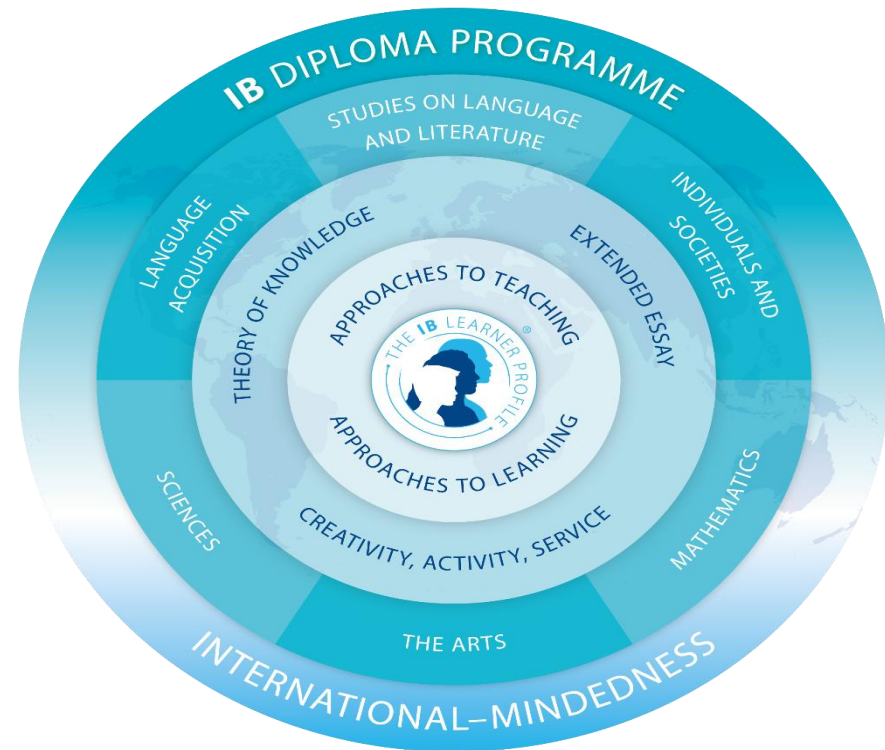 IB DIPLOMA PROGRAMME
STUDIES ON LANGUAGE
AND LITERATURE
LANGUAGE
ACQUISITION
INDIVIDUALS AND
SOCIETIES
THEORY OF KNOWLEDGE
EXTENDED ESSAY
APPROACHES TO TEACHING
THE IB LEARNER PROFILE ®
APPROACHES TO LEARNING
CREATIVITY, ACTIVITY, SERVICE
SCIENCES
MATHEMATICS
THE ARTS
INTERNATIONAL–MINDEDNESS